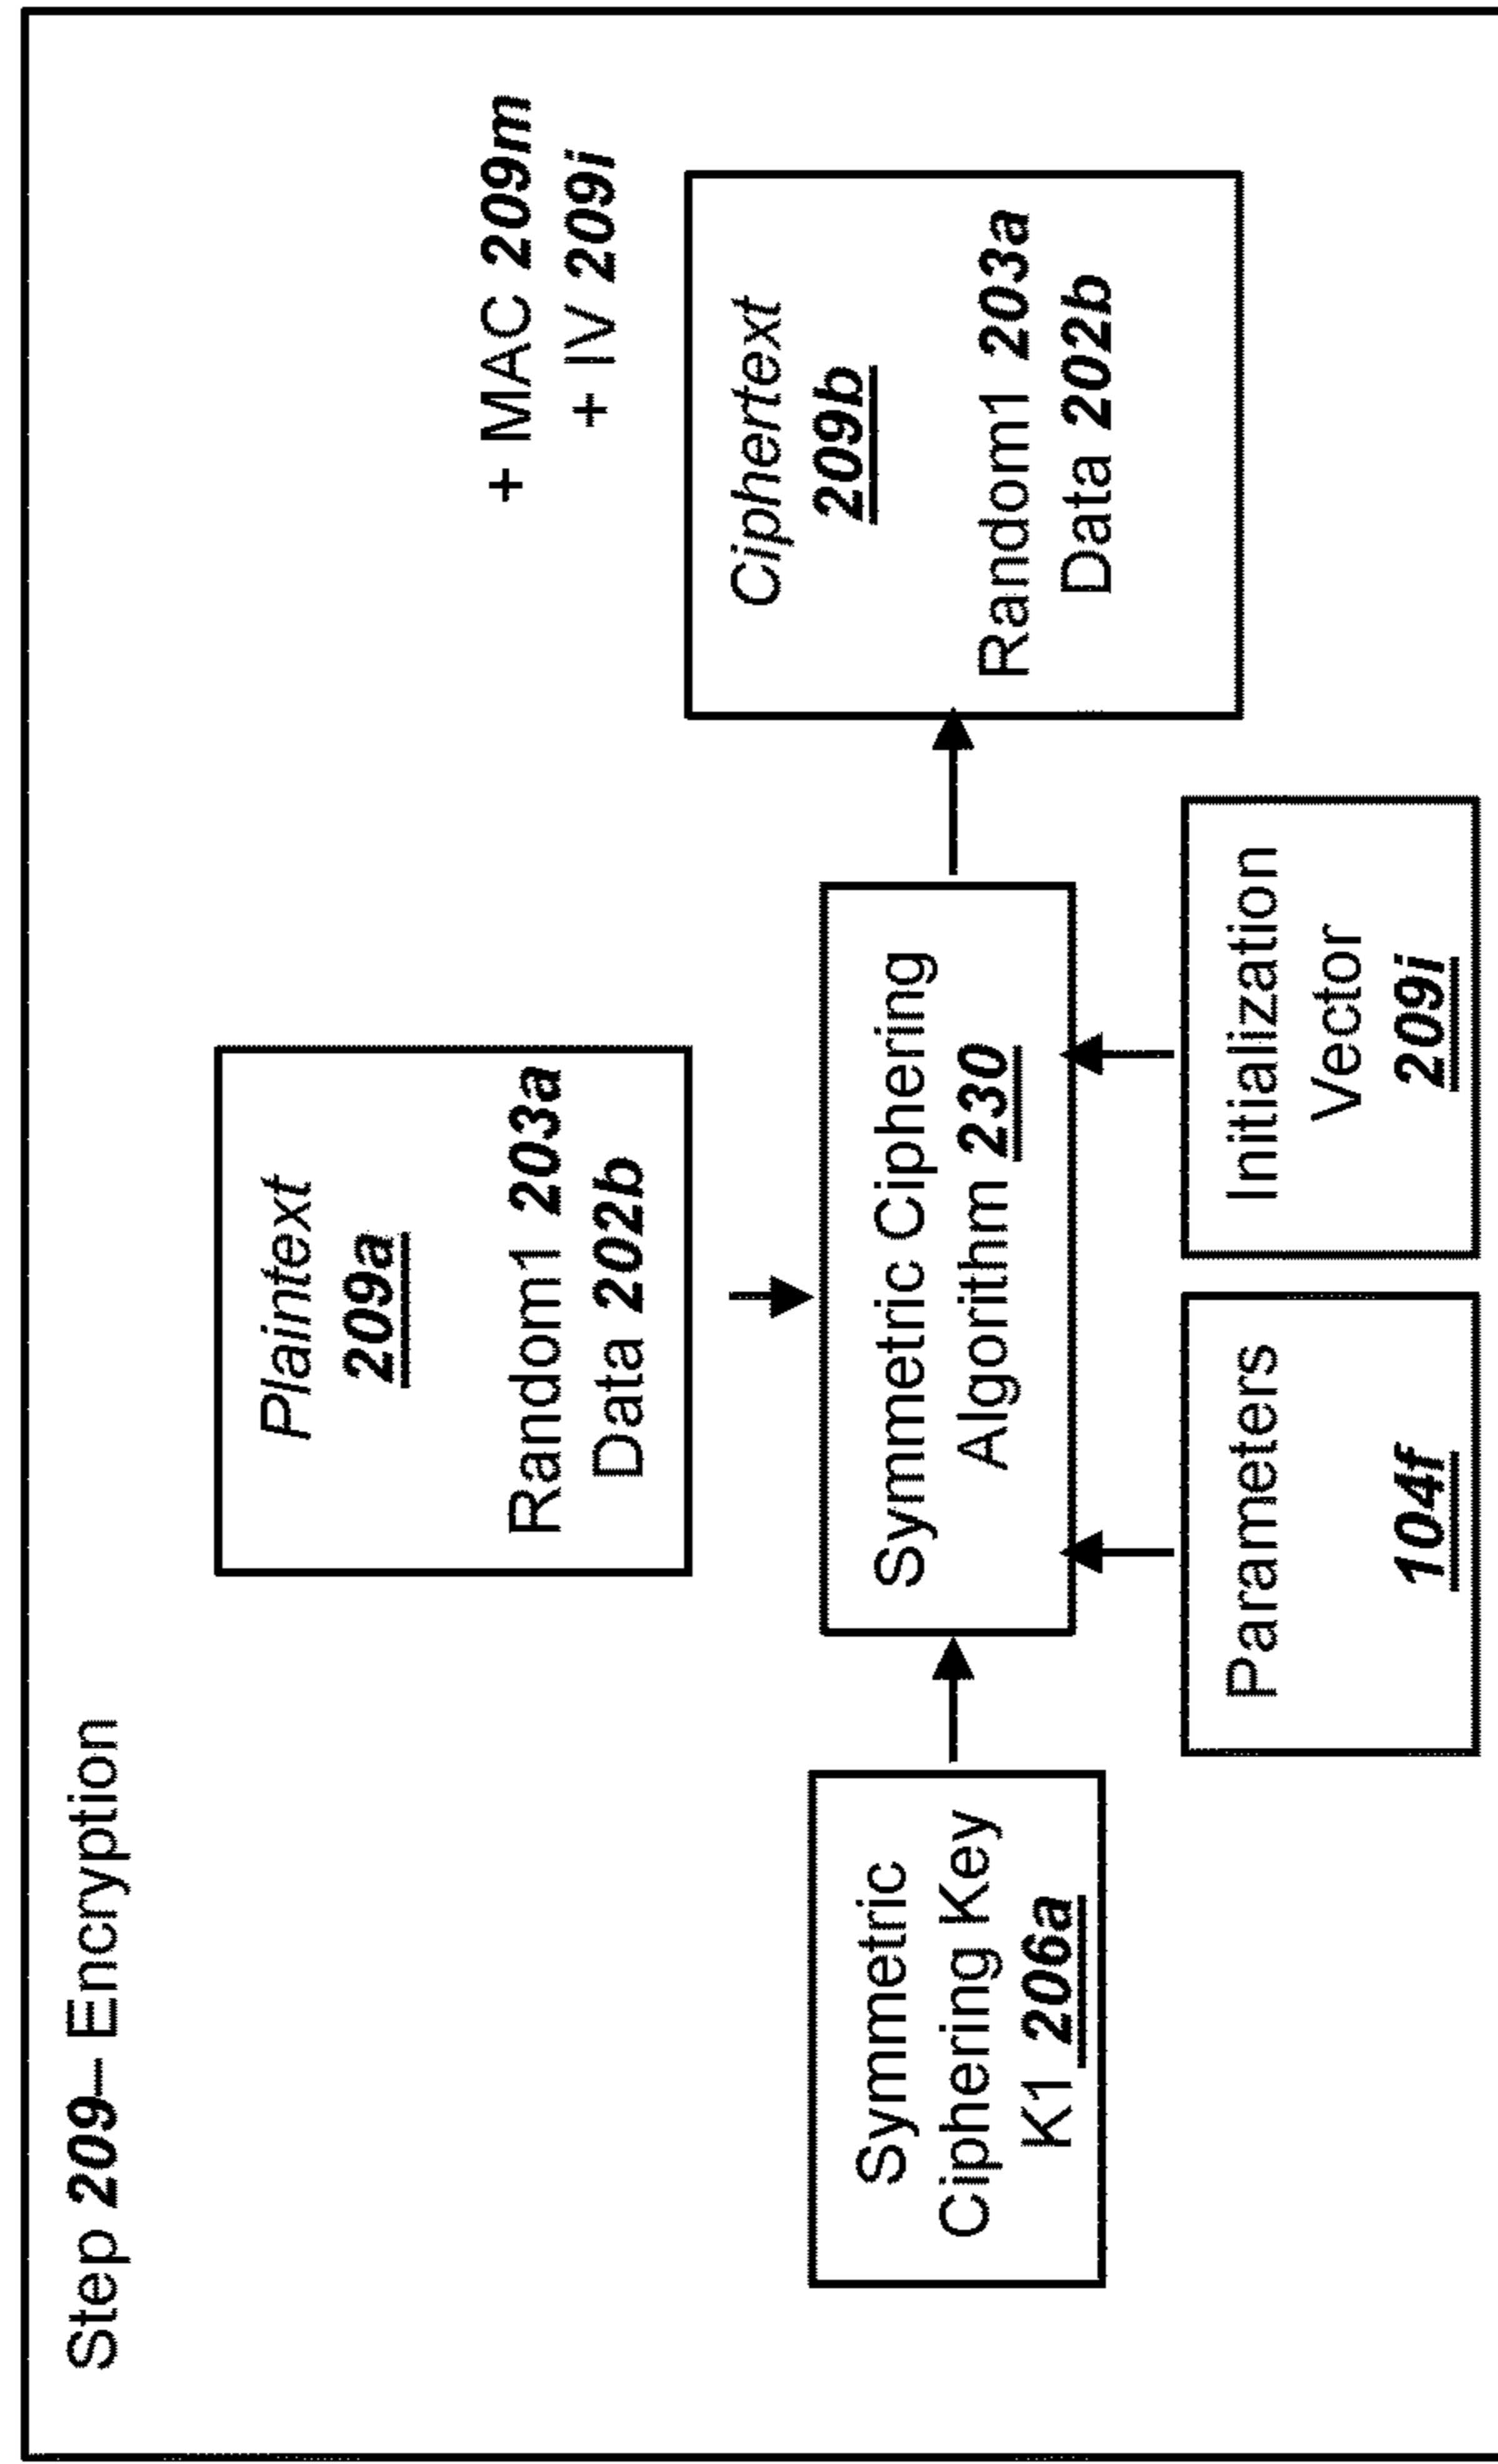 Step 209– Encryption
+ MAC 209m
+ IV 209i
Plaintext
209a
Random1 203a
Data 202b
Symmetric
Ciphering Key
K1 206a
Symmetric Ciphering
Algorithm 230
Ciphertext
209b
Random1 203a
Data 202b
Parameters
104f
Initialization
Vector
209i